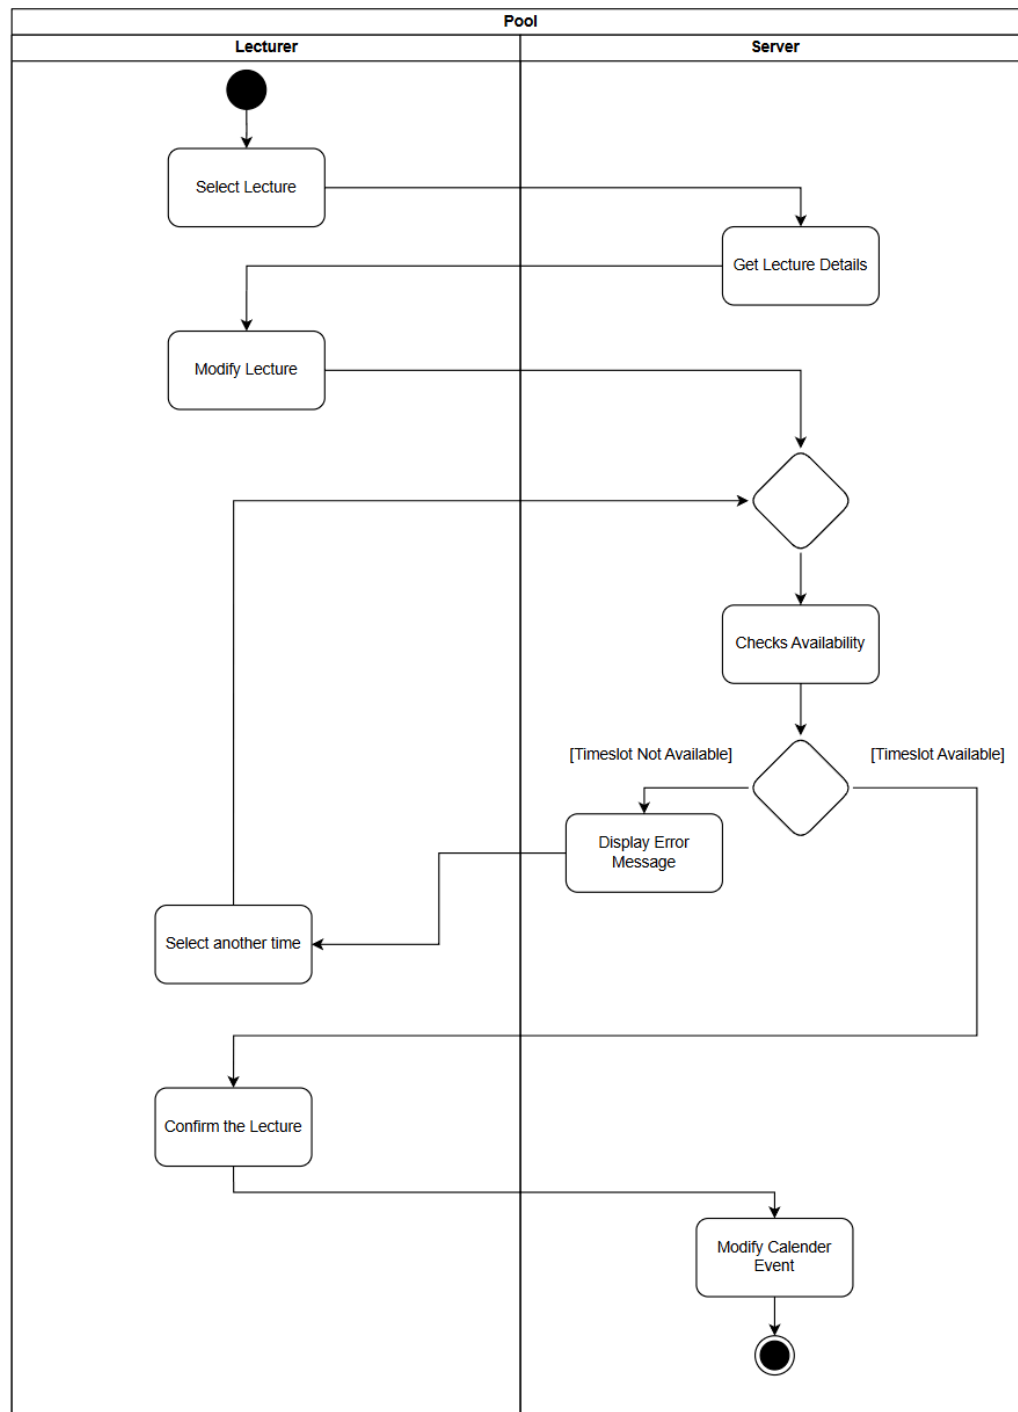 Pool
Lecturer
Server
Select Lecture
Get Lecture Details
Modify Lecture
Checks Availability
[Timeslot Not Available]
[Timeslot Available]
Display Error
Message
Select another time
Confirm the Lecture
Modify Calender
Event